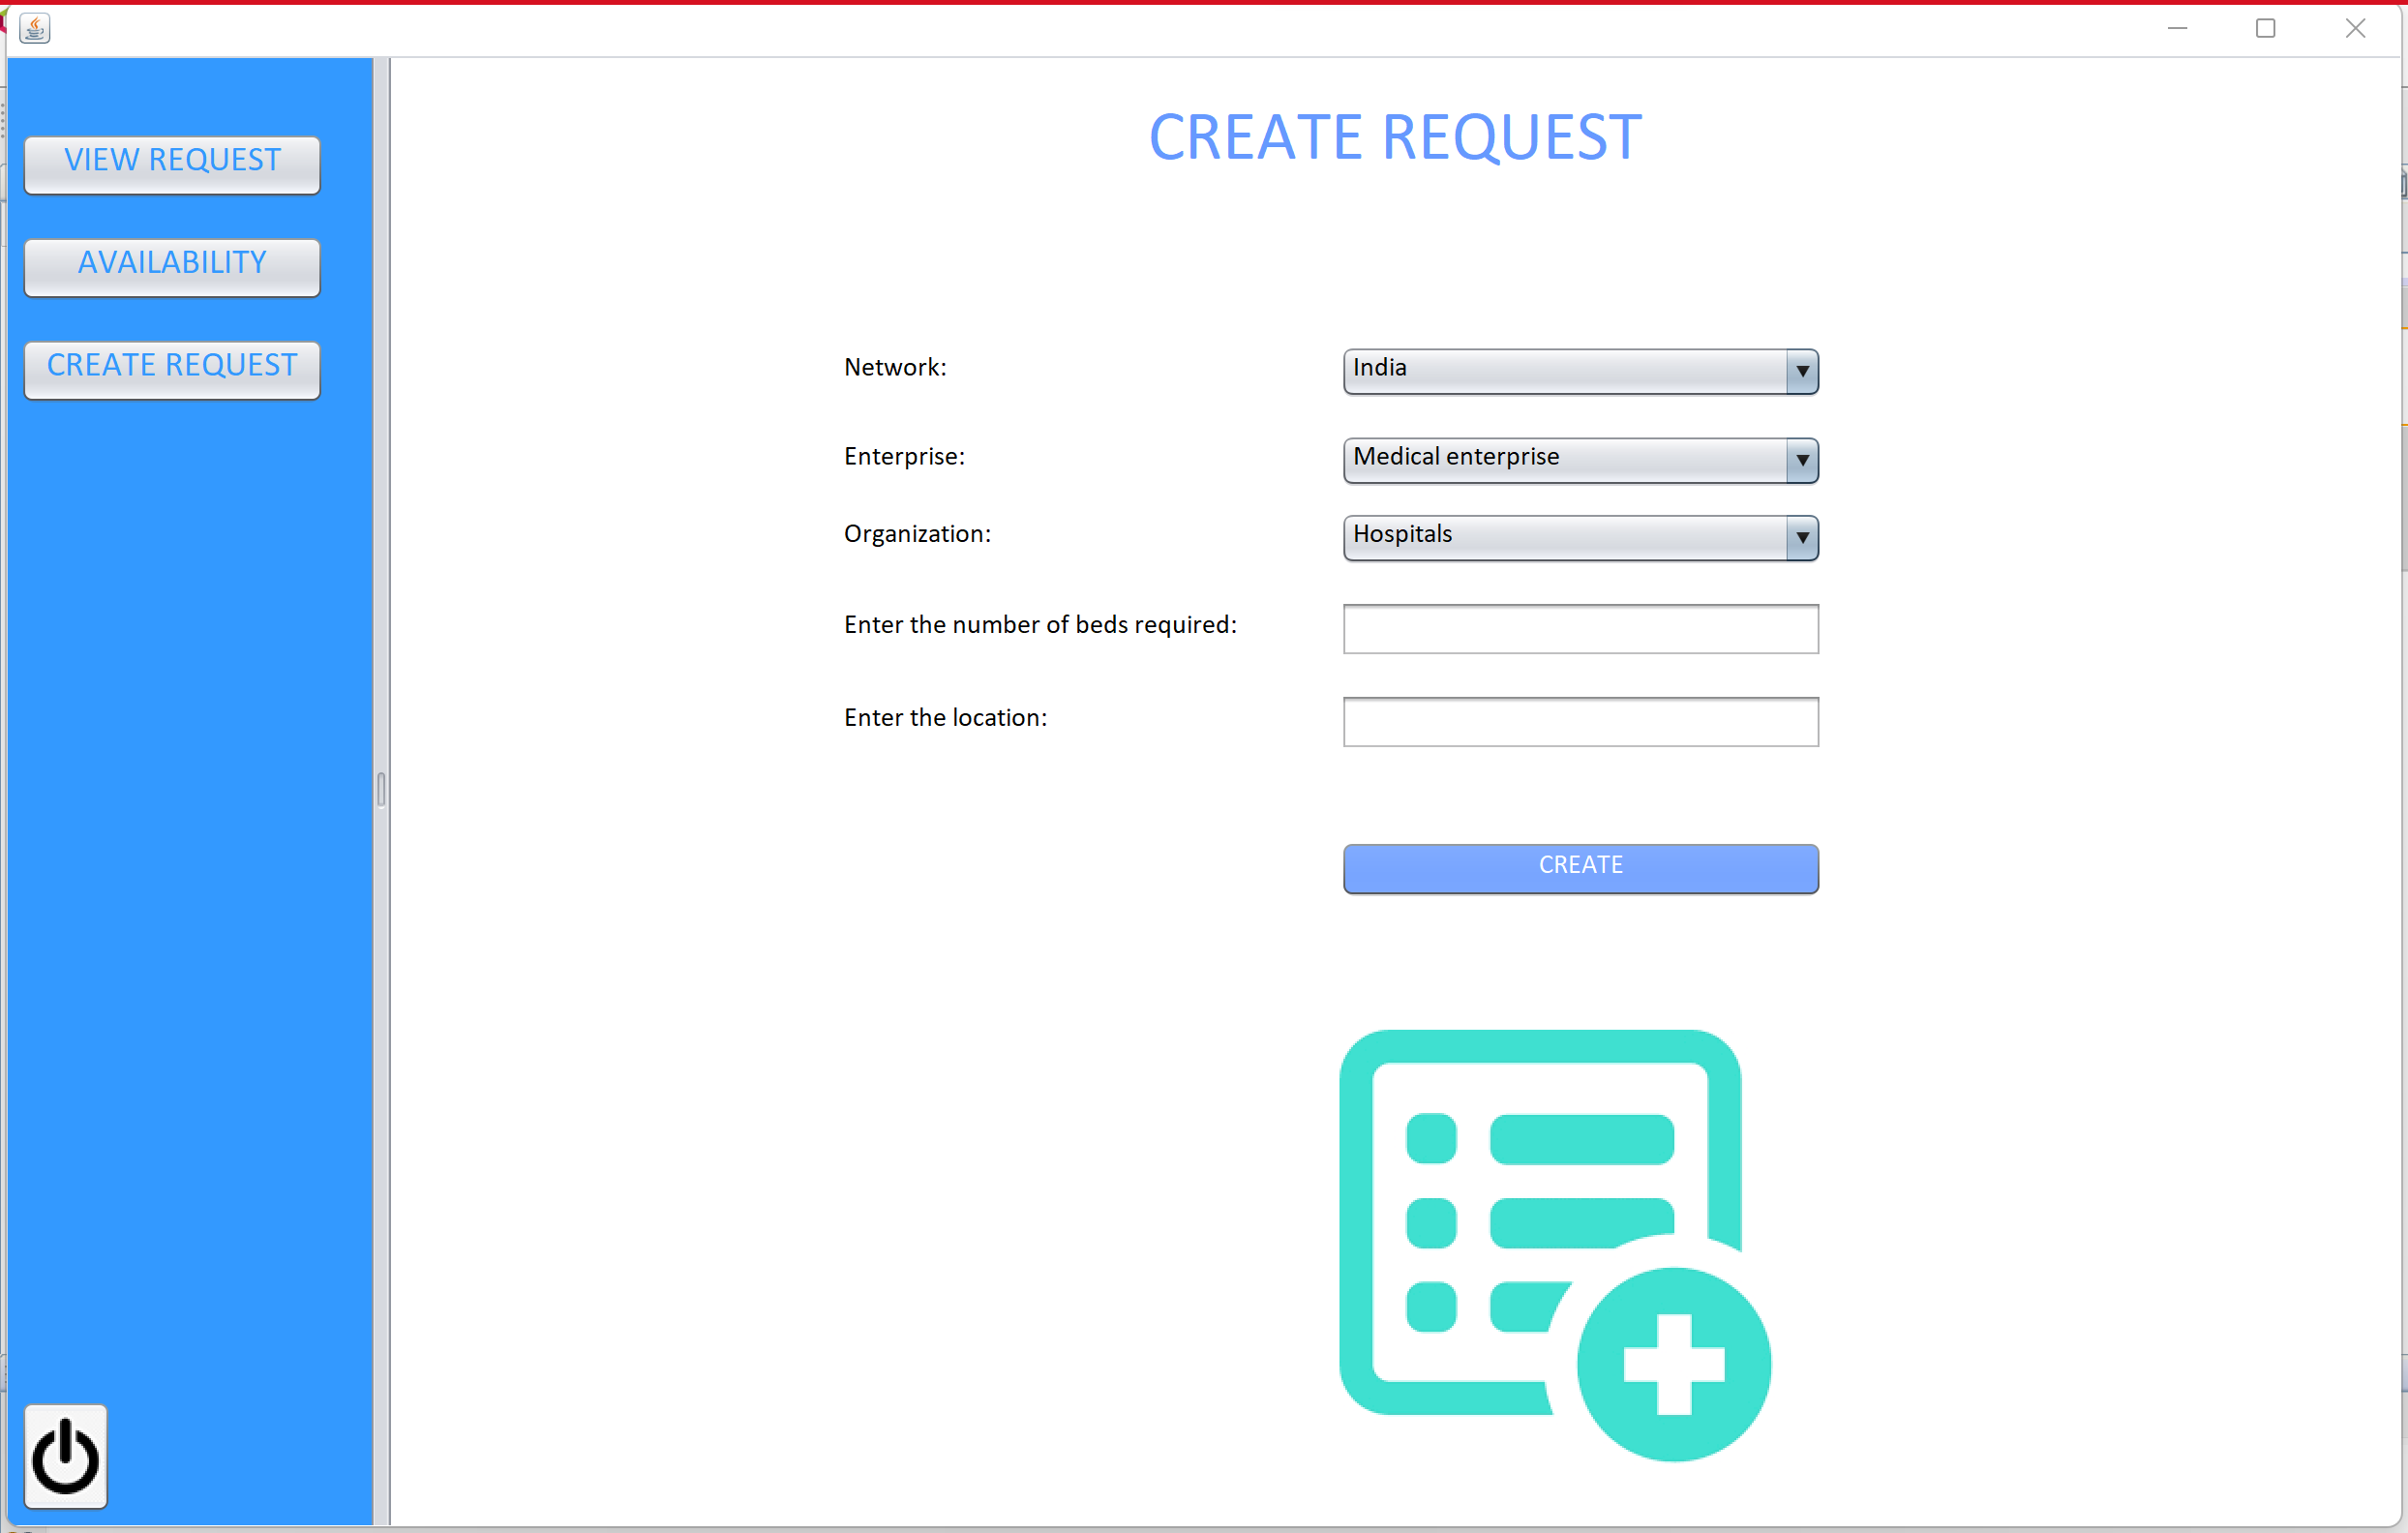 VIEW REQUEST
AVAILABILITY
CREATE REQUEST
CREATE REQUEST
Network:
India
Enterprise:
Medical enterprise
Organization:
Hospitals
Enter the number of beds required:
Enter the location:
CREATE